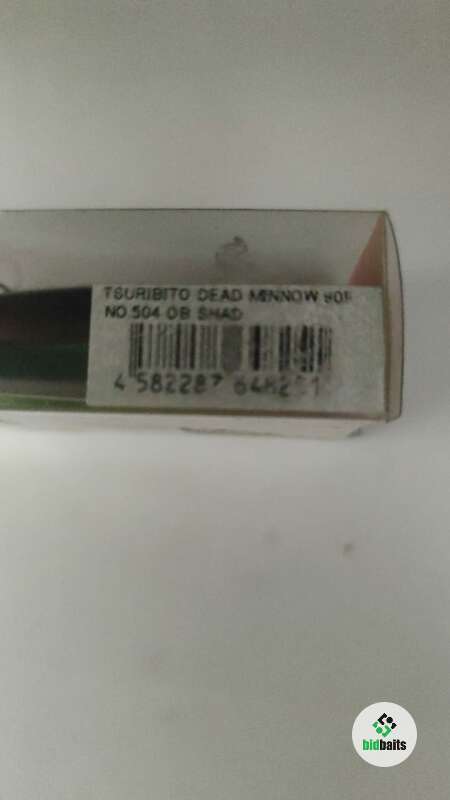 TSURIBITO DEAD MINNOW 90F
NO.504 OB SHAD
4 582287
bidbaits